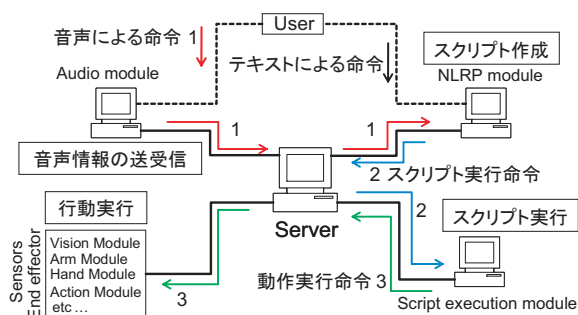 User
音声による命令 1
テキストによる命令
スクリプト作成
Audio module
NLRP module
1
1
音声情報の送受信
2 スクリプト実行命令
行動実行
2
スクリプト実行
Server
Sensors
End effector
Vision Module
Arm Module
Hand Module
Action Module
etc ...
3
動作実行命令 3
Script execution module